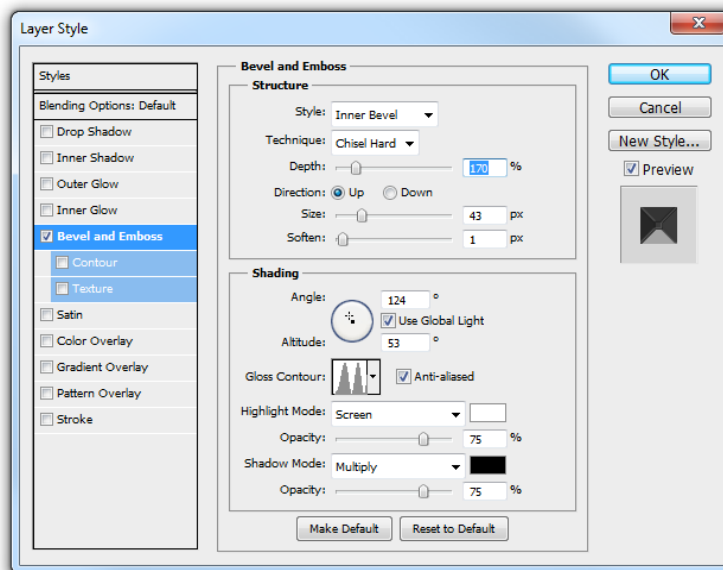 Layer Style
Styles
Blending Options: Default
Drop Shadow
Inner Shadow
Outer Glow
Inner Glow
Bevel and Emboss
Contour
Texture
Satin
Color Overlay
Gradient Overlay
Pattern Overlay
Stroke
Bevel and Emboss
Structure
Style: Inner Bevel
Technique: Chisel Hard
Depth: 170 %
Direction: Up Down
Size: 43 px
Soften: 1 px
Shading
Angle: 124 °
Use Global Light
Altitude: 53 °
Gloss Contour: Anti-aliased
Highlight Mode: Screen
Opacity: 75 %
Shadow Mode: Multiply
Opacity: 75 %
Make Default Reset to Default
OK
Cancel
New Style...
Preview